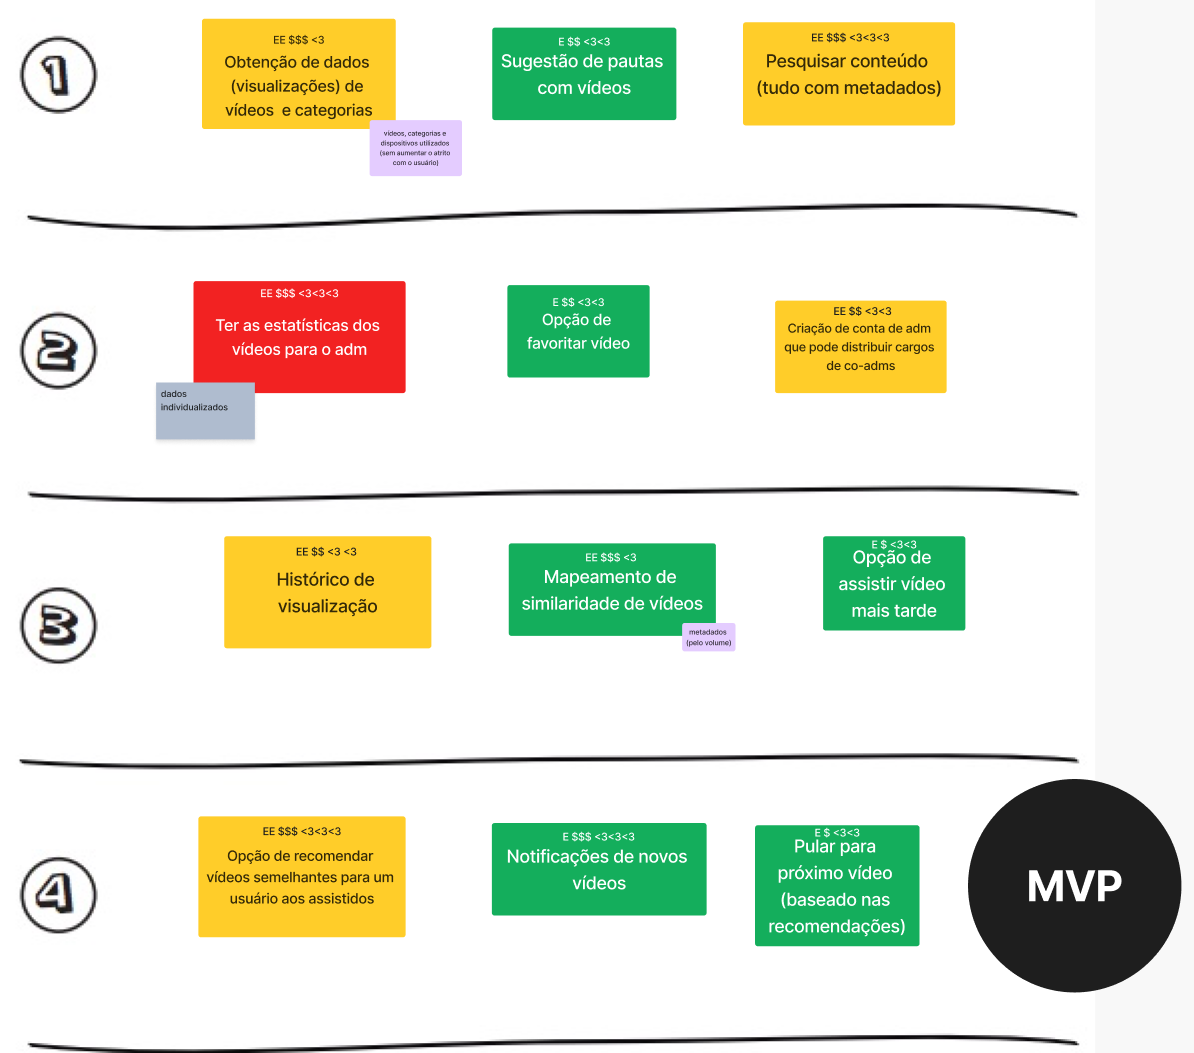 1
EE $$$ <3
Obtenção de dados
(visualizações) de
vídeos e categorias
vídeos, categorias e
dispositivos utilizados
(sem aumentar o atrito
com o usuário)
E $$ <3<3
Sugestão de pautas
com vídeos
EE $$$ <3<3<3
Pesquisar conteúdo
(tudo com metadados)
2
EE $$$ <3<3<3
Ter as estatísticas dos
vídeos para o adm
dados
individualizados
E $$ <3<3
Opção de
favoritar vídeo
EE $$ <3<3
Criação de conta de adm
que pode distribuir cargos
de co-adms
3
EE $$ <3 <3
Histórico de
visualização
EE $$$ <3
Mapeamento de
similaridade de vídeos
metadados
(pelo volume)
E $ <3<3
Opção de
assistir vídeo
mais tarde
4
EE $$$ <3<3<3
Opção de recomendar
vídeos semelhantes para um
usuário aos assistidos
E $$$ <3<3<3
Notificações de novos
vídeos
E $ <3<3
Pular para
próximo vídeo
(baseado nas
recomendações)
MVP